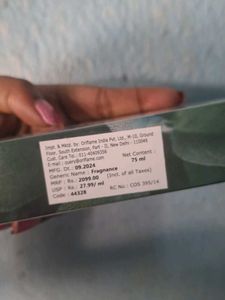 Impt. & Mktd. by: Oriflame India Pvt. Ltd., M-10, Ground
Floor, South Extension, Part - II, New Delhi - 110049
Cust. Care Tel.: 011-40409356
E-mail : query@oriflame.com
MFG. Dt : 09.2024
Generic Name : Fragnance
MRP : Rs. 2099.00 (Incl. of all Taxes)
USP : Rs. 27.99/ ml
Code : 44328
Net Content :
75 ml
RC No.: COS 395/14